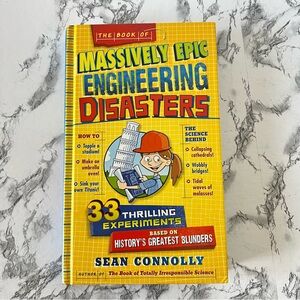 THE BOOK OF
MASSIVELY EPIC
ENGINEERING
DISASTERS
HOW TO
Topple a
stadium!
Make an
umbrella
oven!
Sink your
own Titanic!
THE
SCIENCE
BEHIND
Collapsing
cathedrals!
Wobbly
bridges!
Tidal
waves of
molasses!
33 THRILLING
EXPERIMENTS
BASED ON
HISTORY'S GREATEST BLUNDERS
SEAN CONNOLLY
AUTHOR OF The Book of Totally Irresponsible Science